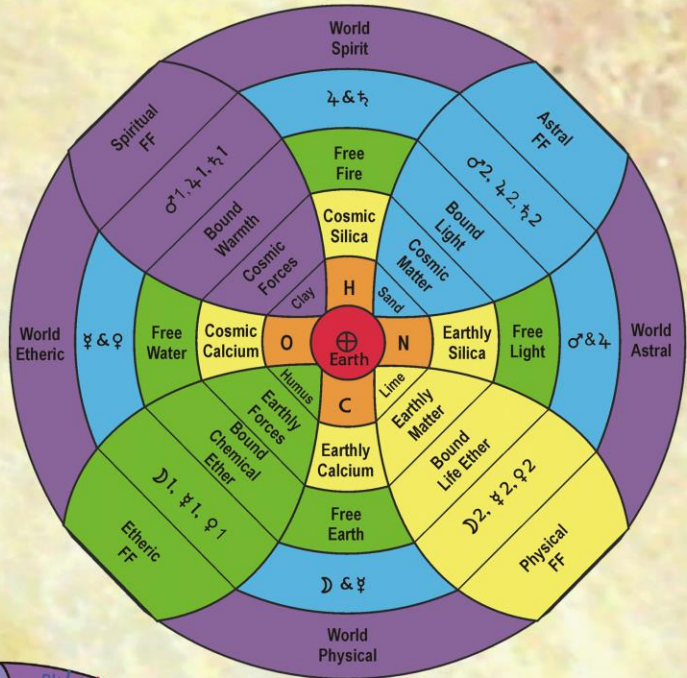 World
Spirit
♃ & ♄
Free
Fire
Cosmic
Silica
H
Spiritual
FF
♂1, ♃1, ♄1
Bound
Warmth
Cosmic
Forces
Clay
Astral
FF
♂2, ♃2, ♄2
Bound
Light
Cosmic
Matter
Sand
World
Etheric
☿ & ♀
Free
Water
Cosmic
Calcium
O
⊕
Earth
N
Earthly
Silica
Free
Light
♂ & ♃
World
Astral
Humus
Earthly
Forces
Bound
Chemical
Ether
☽1, ☿1, ♀1
Etheric
FF
Lime
Earthly
Matter
Bound
Life Ether
☽2, ☿2, ♀2
Physical
FF
C
Earthly
Calcium
Free
Earth
☽ & ☿
World
Physical